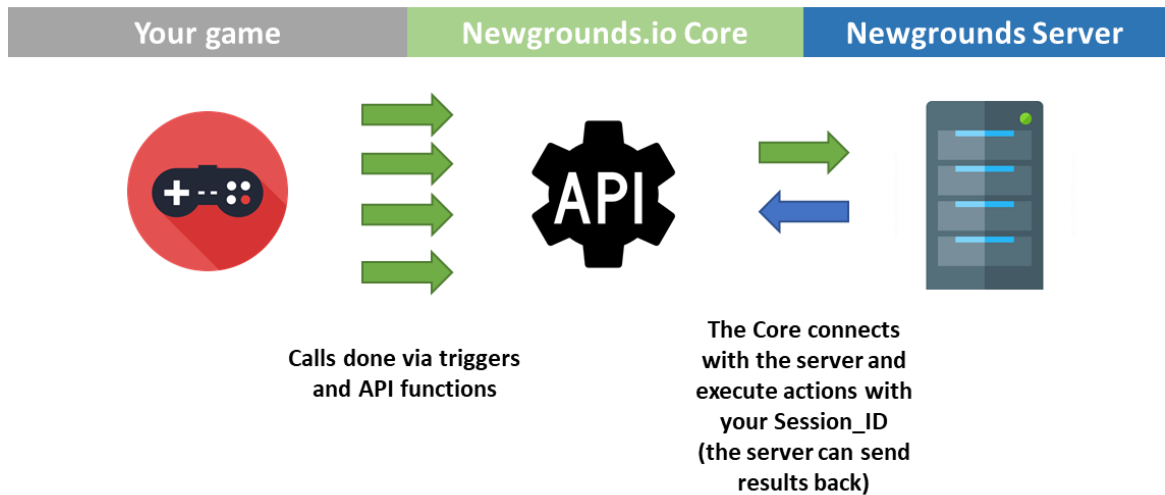 Your game
Newgrounds.io Core
Newgrounds Server
API
Calls done via triggers
and API functions
The Core connects
with the server and
execute actions with
your Session_ID
(the server can send
results back)